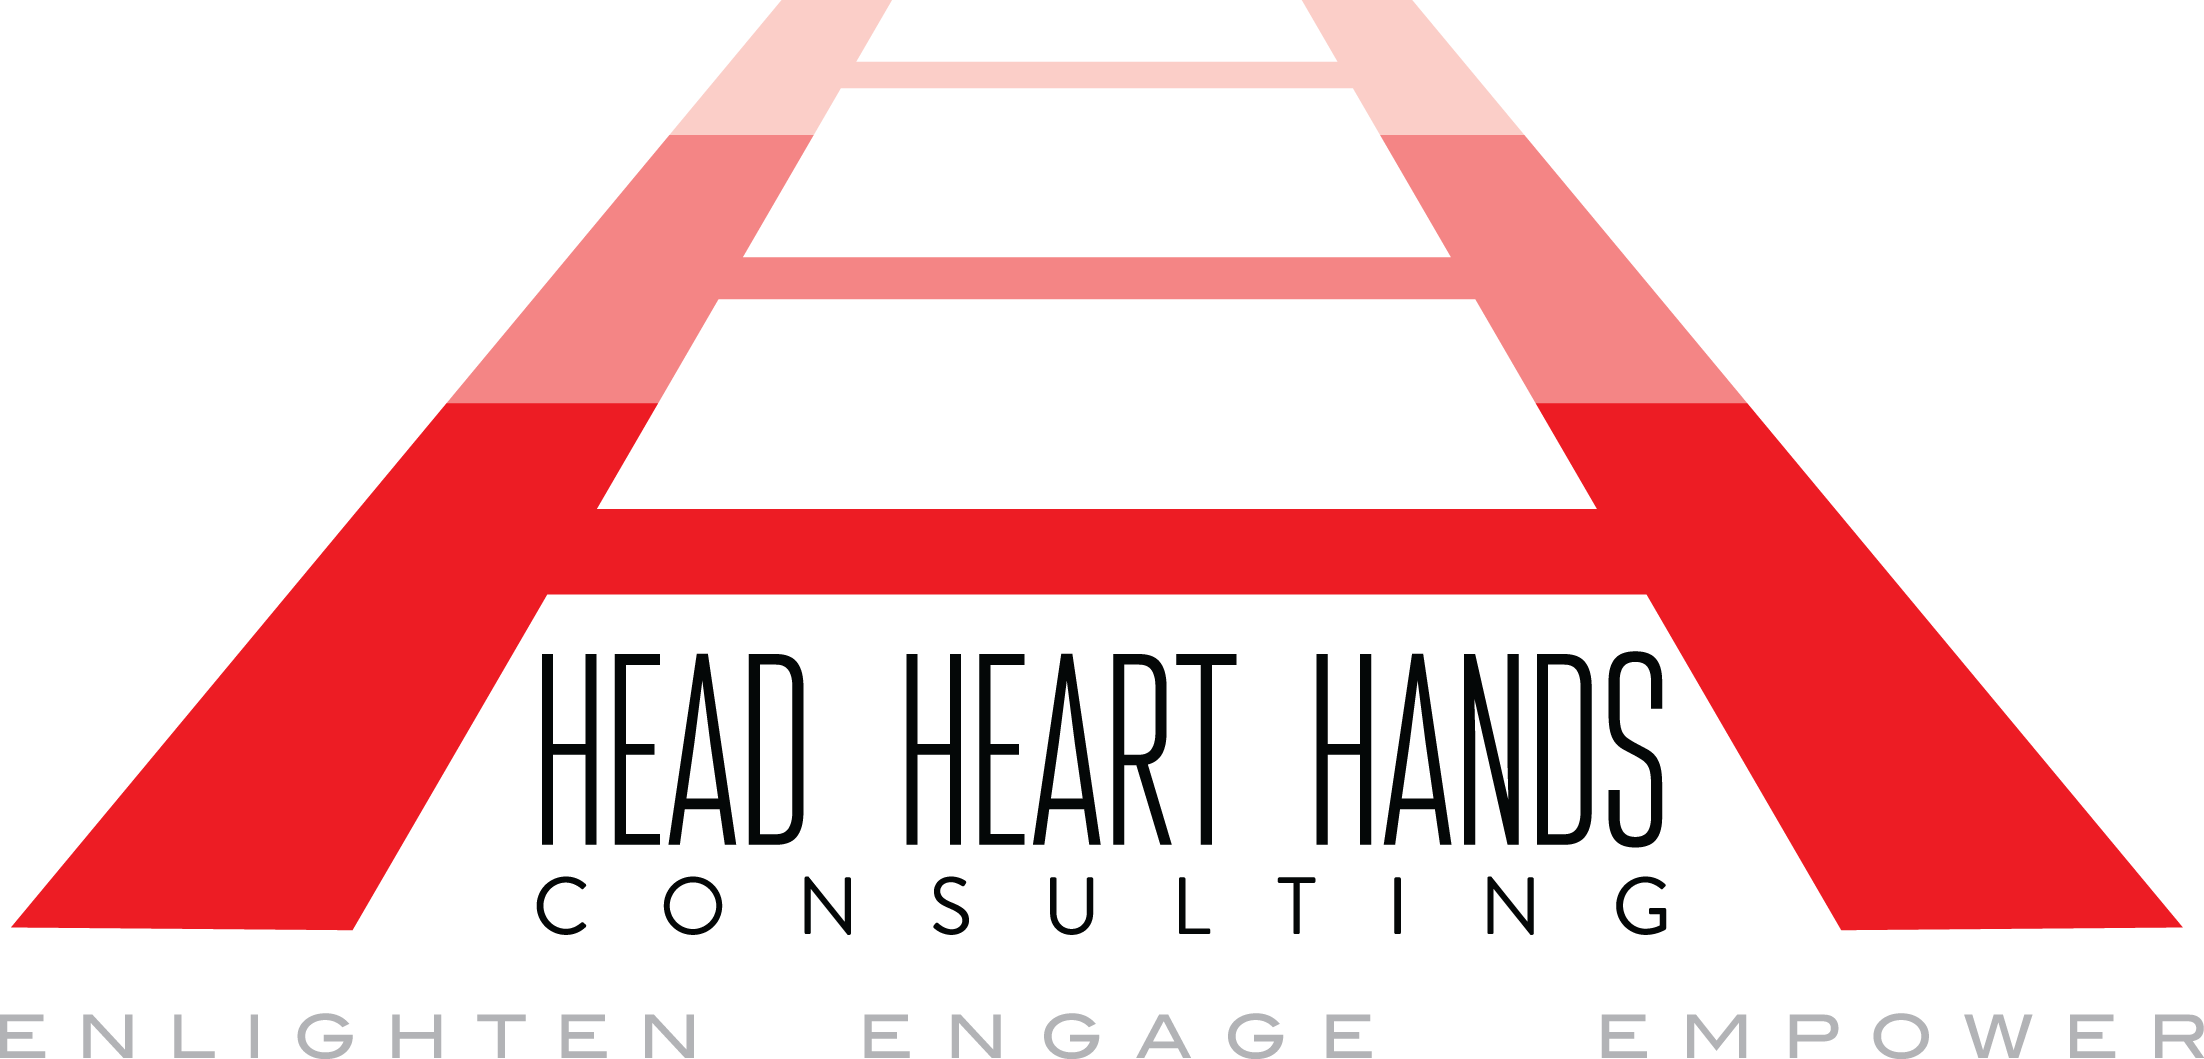 HEAD HEART HANDS
CONSULTING
ENLIGHTEN ENGAGE EMPOWER